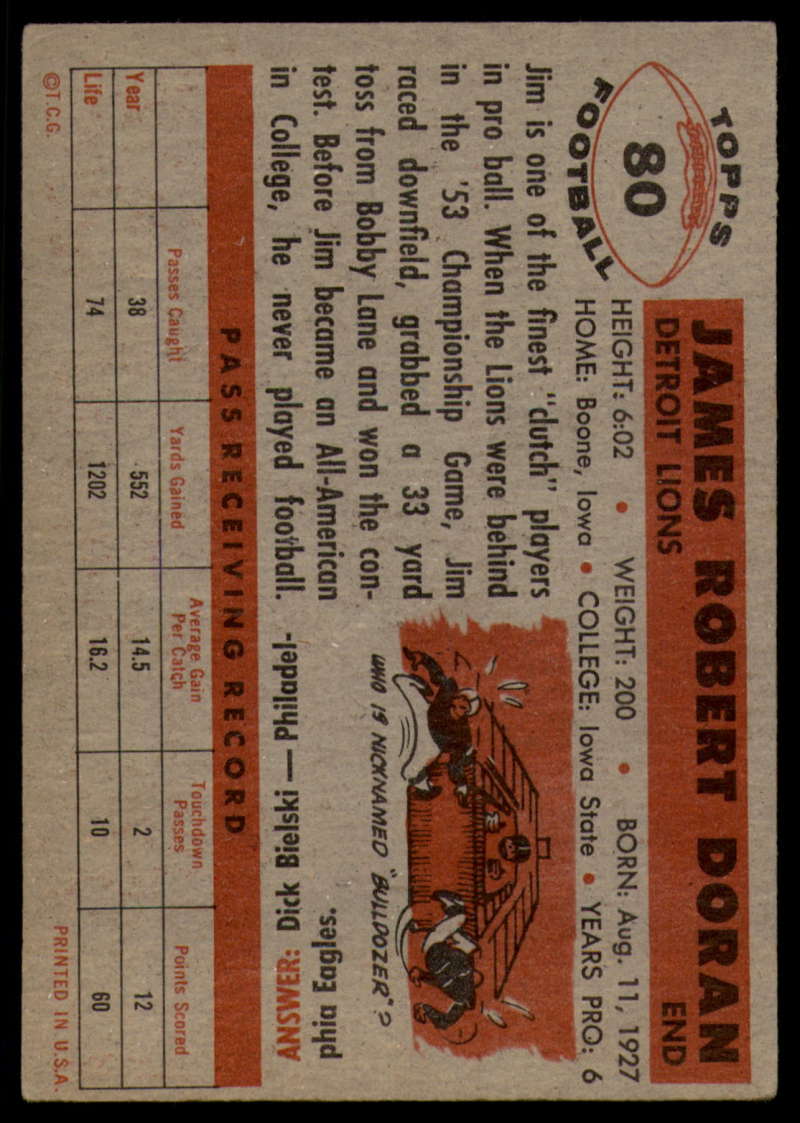 TOPPS
80
FOOTBALL
JAMES ROBERT DORAN
DETROIT LIONS END
HEIGHT: 6:02 • WEIGHT: 200 • BORN: Aug. 11, 1927
HOME: Boone, Iowa • COLLEGE: Iowa State • YEARS PRO: 6
Jim is one of the finest "clutch" players
in pro ball. When the Lions were behind
in the '53 Championship Game, Jim
raced downfield, grabbed a 33 yard
toss from Bobby Lane and won the con-
test. Before Jim became an All-American
in College, he never played football.
WHO IS NICKNAMED "BULLDOZER"?
ANSWER: Dick Bielski — Philadel-
phia Eagles.
PASS RECEIVING RECORD
Passes Caught Yards Gained Average Gain Per Catch Touchdown Passes Points Scored
Year 38 552 14.5 2 12
Life 74 1202 16.2 10 60
©T.C.G. PRINTED IN U.S.A.